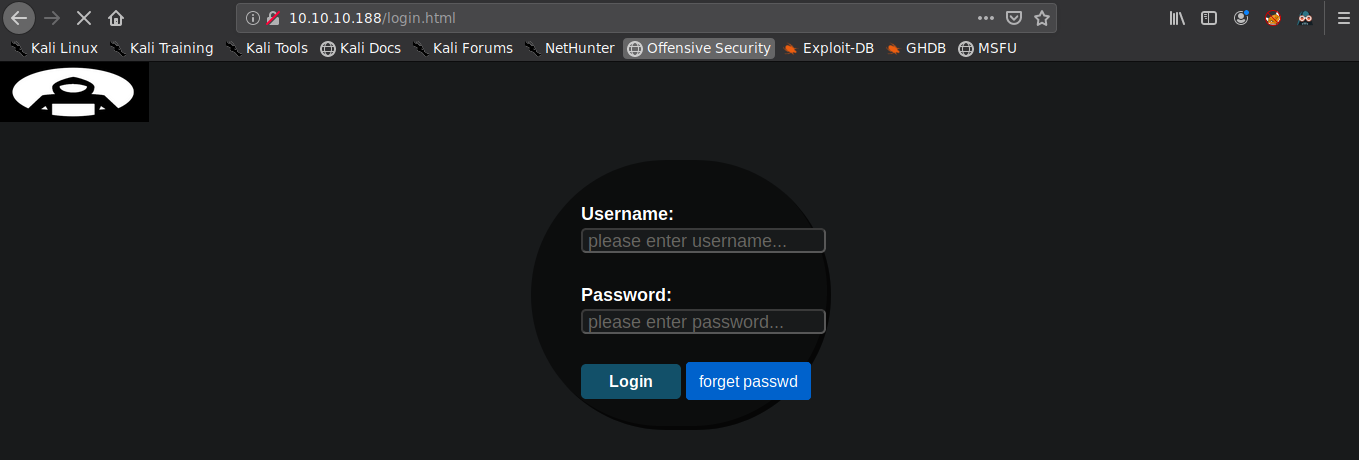 10.10.10.188/login.html
Kali Linux Kali Training Kali Tools Kali Docs Kali Forums NetHunter Offensive Security Exploit-DB GHDB MSFU
Username:
please enter username...
Password:
please enter password...
Login forget passwd